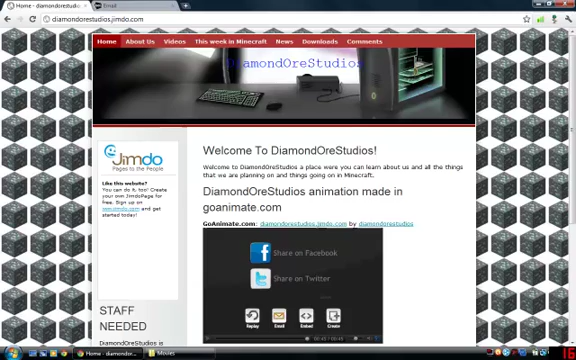 Home - diamondorestudios.jim
Email
diamondorestudios.jimdo.com
Home About Us Videos This week in Minecraft News Downloads Comments
DiamondOreStudios
Jimdo
Pages to the People
Like this website?
You can do it, too! Create
your own JimdoPage for
free. Sign up on
www.jimdo.com and get
started today!
STAFF
NEEDED
Welcome To DiamondOreStudios!
Welcome to DiamondOreStudios a place were you can learn about us and all the things
that we are planning on and things going on in Minecraft.
DiamondOreStudios animation made in
goanimate.com
GoAnimate.com: diamondorestudios.jimdo.com by diamondorestudios
Share on Facebook
Share on Twitter
Replay Email Embed Create
Home - diamondor...
Movies